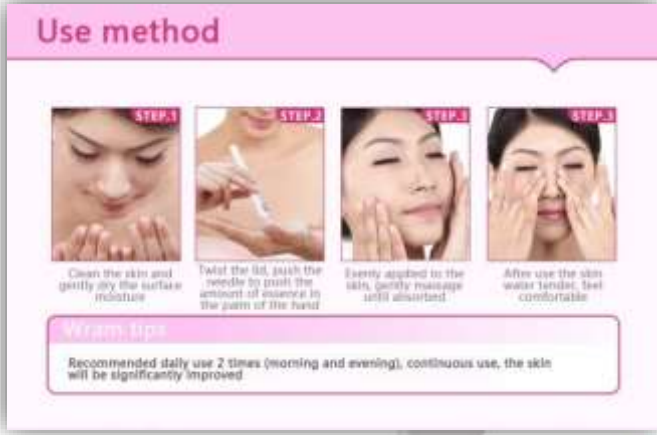 Use method
STEP.1
STEP.2
STEP.3
STEP.3
Clean the skin and
gently dry the surface
moisture
Twist the lid, push the
needle to push the
amount of essence in
the palm of the hand
Evenly applied to the
skin, gently massage
until absorbed
After use the skin
water tender, feel
comfortable
Wram tips
Recommended daily use 2 times (morning and evening), continuous use, the skin
will be significantly improved